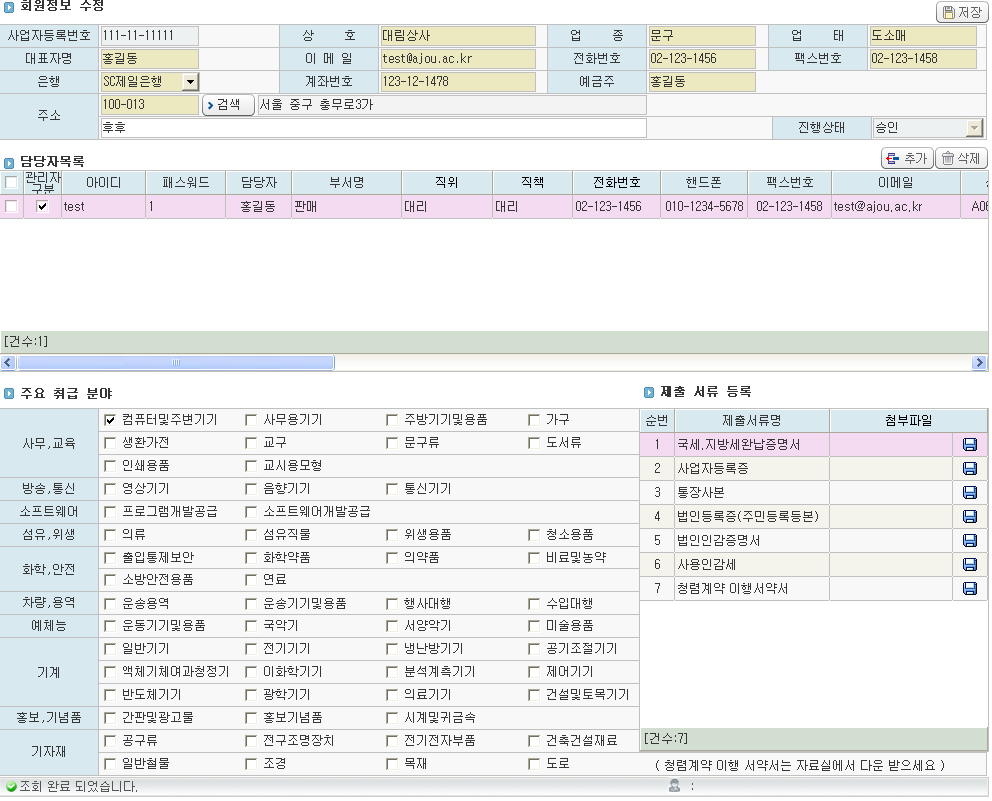 회원정보 수정
저장
사업자등록번호 111-11-11111 상 호 대림상사 업 종 문구 업 태 도소매
대표자명 홍길동 이 메 일 test@ajou.ac.kr 전화번호 02-123-1456 팩스번호 02-123-1458
은행 SC제일은행 계좌번호 123-12-1478 예금주 홍길동
주소 100-013 검색 서울 중구 충무로3가
후후 진행상태 승인
담당자목록 추가 삭제
관리자구분 아이디 패스워드 담당자 부서명 직위 직책 전화번호 핸드폰 팩스번호 이메일
test 1 홍길동 판매 대리 대리 02-123-1456 010-1234-5678 02-123-1458 test@ajou.ac.kr A06
[건수:1]
주요 취급 분야
사무,교육 컴퓨터및주변기기 사무용기기 주방기기및용품 가구
생활가전 교구 문구류 도서류
인쇄용품 교시용모형
방송,통신 영상기기 음향기기 통신기기
소프트웨어 프로그램개발공급 소프트웨어개발공급
섬유,위생 의류 섬유직물 위생용품 청소용품
화학,안전 출입통제보안 화학약품 의약품 비료및농약
소방안전용품 연료
차량,용역 운송용역 운송기기및용품 행사대행 수입대행
예체능 운동기기및용품 국악기 서양악기 미술용품
기계 일반기기 전기기기 냉난방기기 공기조절기기
액체기체여과청정기 이화학기기 분석계측기기 제어기기
반도체기기 광학기기 의료기기 건설및토목기기
홍보,기념품 간판및광고물 홍보기념품 시계및귀금속
기자재 공구류 전구조명장치 전기전자부품 건축건설재료
일반철물 조경 목재 도로
제출 서류 등록
순번 제출서류명 첨부파일
1 국세.지방세완납증명서
2 사업자등록증
3 통장사본
4 법인등록증(주민등록등본)
5 법인인감증명서
6 사용인감세
7 청렴계약 이행서약서
[건수:7]
( 청렴계약 이행 서약서는 자료실에서 다운 받으세요 )
조회 완료 되었습니다. :